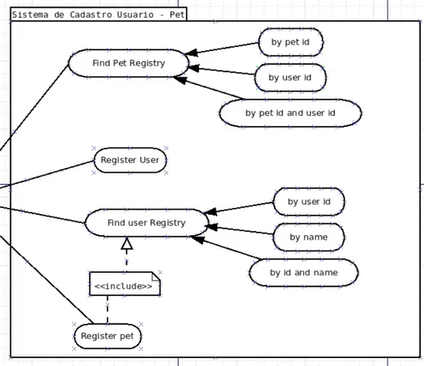 Sistema de Cadastro Usuario - Pet
by pet id
Find Pet Registry
by user id
by pet id and user id
Register User
by user id
Find user Registry
by name
by id and name
<<include>>
Register pet